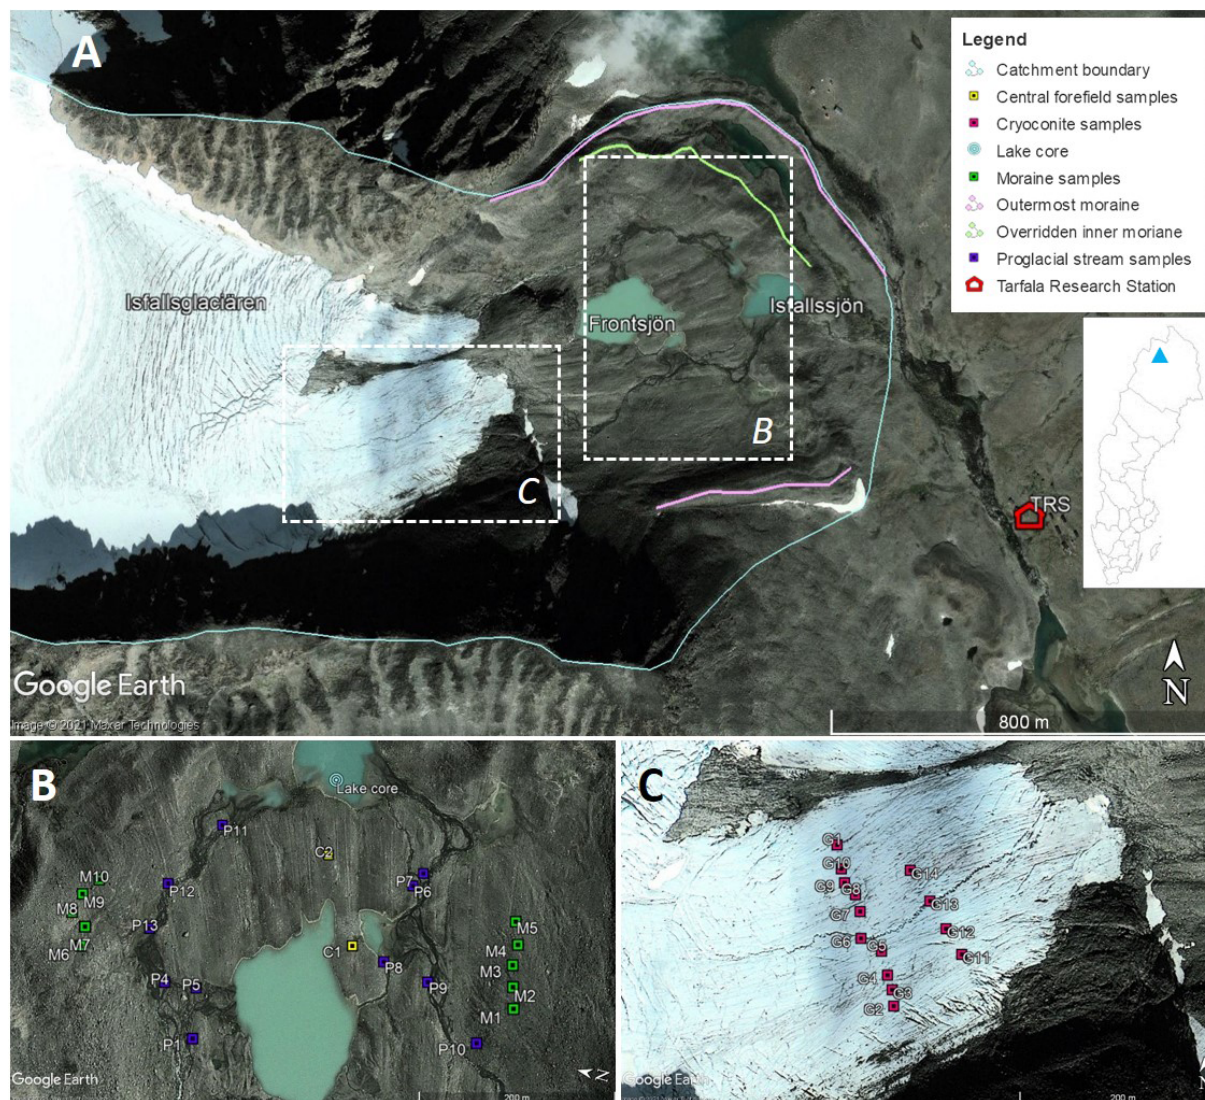 A
Legend
Catchment boundary
Central forefield samples
Cryoconite samples
Lake core
Moraine samples
Outermost moraine
Overridden inner moriane
Proglacial stream samples
Tarfala Research Station
Isfallsglaciären
Frontsjön
Isfallssjön
B
C
TRS
Google Earth
Image © 2021 Maxar Technologies
N
800 m
B
Lake core
P11
C2
M10
P12
P7
P6
M9
M8
P13
M5
M7
C1
M4
M6
P8
M3
P4
P5
P9
M2
M1
P1
P10
Google Earth
N
200 m
C
G1
G10
G14
G9
G8
G13
G7
G12
G6
G5
G11
G4
G3
G2
Google Earth
200 m